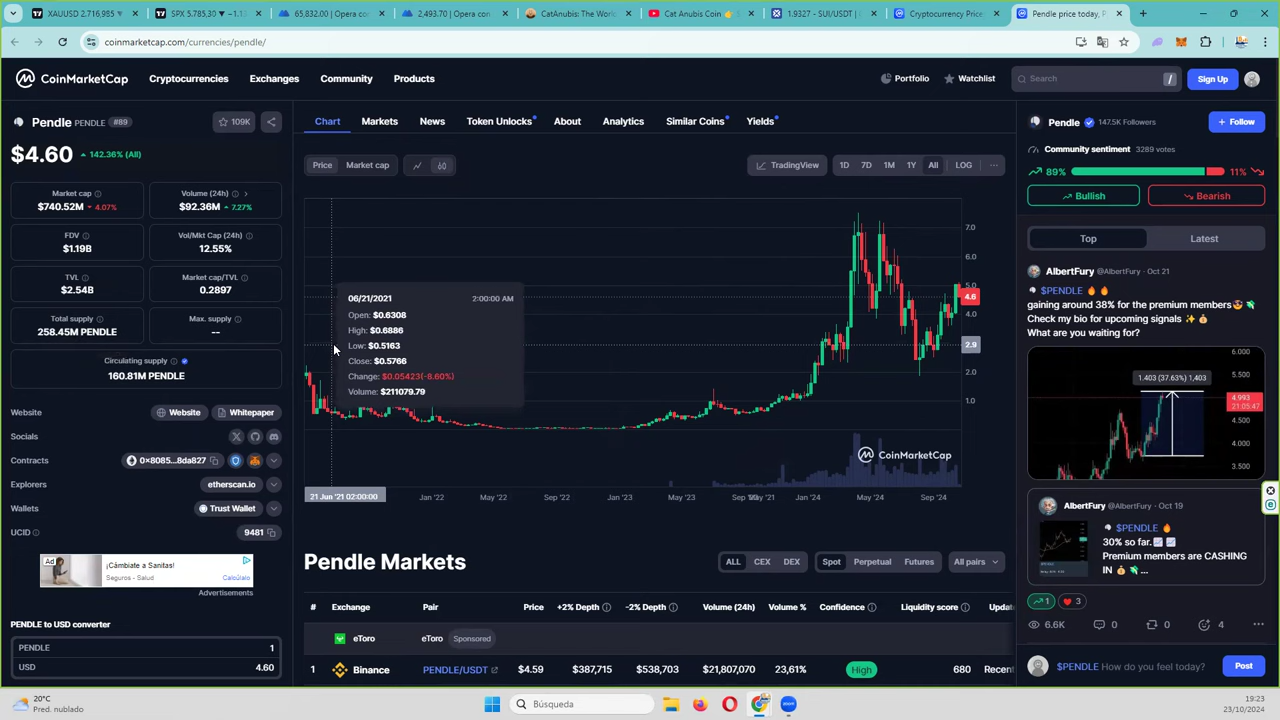 XAUUSD 2.716,985
SPX 5.785,30 ▼ −1.1
65,832.00 | Opera co
2,493.70 | Opera con
CatAnubis: The Worl
Cat Anubis Coin
1.9327 - SUI/USDT |
Cryptocurrency Price
Pendle price today, P
coinmarketcap.com/currencies/pendle/
CoinMarketCap
Cryptocurrencies
Exchanges
Community
Products
Portfolio
Watchlist
Search
/
Sign Up
Pendle PENDLE #89
109K
$4.60 ▲ 142.36% (All)
Market cap
$740.52M ▼ 4.07%
Volume (24h)
$92.36M ▲ 7.27%
FDV
$1.19B
Vol/Mkt Cap (24h)
12.55%
TVL
$2.54B
Market cap/TVL
0.2897
Total supply
258.45M PENDLE
Max. supply
--
Circulating supply
160.81M PENDLE
Website
Website
Whitepaper
Socials
Contracts
0x8085...8da827
Explorers
etherscan.io
Wallets
Trust Wallet
UCID
9481
Ad
¡Cámbiate a Sanitas!
Seguros - Salud
Calcúlalo
Advertisements
PENDLE to USD converter
PENDLE
1
USD
4.60
Chart
Markets
News
Token Unlocks
About
Analytics
Similar Coins
Yields
Price
Market cap
TradingView
1D
7D
1M
1Y
All
LOG
7.0
6.0
5.0
4.6
4.0
2.9
2.0
1.0
06/21/2021 2:00:00 AM
Open: $0.6308
High: $0.6886
Low: $0.5163
Close: $0.5766
Change: $0.05423(-8.60%)
Volume: $211079.79
CoinMarketCap
21 Jun '21 02:00:00
Jan '22
May '22
Sep '22
Jan '23
May '23
Jan '24
May '24
Sep '24
Pendle Markets
ALL
CEX
DEX
Spot
Perpetual
Futures
All pairs
# Exchange Pair Price +2% Depth -2% Depth Volume (24h) Volume % Confidence Liquidity score Updat
eToro eToro Sponsored
1 Binance PENDLE/USDT $4.59 $387,715 $538,703 $21,807,070 23,61% High 680 Recent
Pendle
147.5K Followers
+ Follow
Community sentiment 3289 votes
89%
11%
Bullish
Bearish
Top
Latest
AlbertFury @AlbertFury · Oct 21
$PENDLE 🔥 🔥
gaining around 38% for the premium members
Check my bio for upcoming signals
What are you waiting for?
1.403 (37.63%) 1,403
6.000
5.500
4.993
21:05:47
4.500
4.000
3.500
AlbertFury @AlbertFury · Oct 19
$PENDLE 🔥
30% so far.
Premium members are CASHING
IN 💰 ...
1
3
6.6K
0
0
4
$PENDLE How do you feel today?
Post
20°C
Pred. nublado
Búsqueda
19:23
23/10/2024